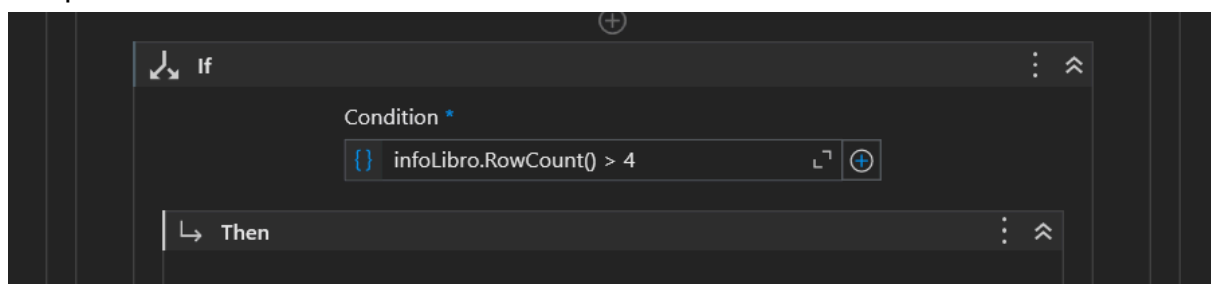 If
Condition *
{} infoLibro.RowCount() > 4
Then